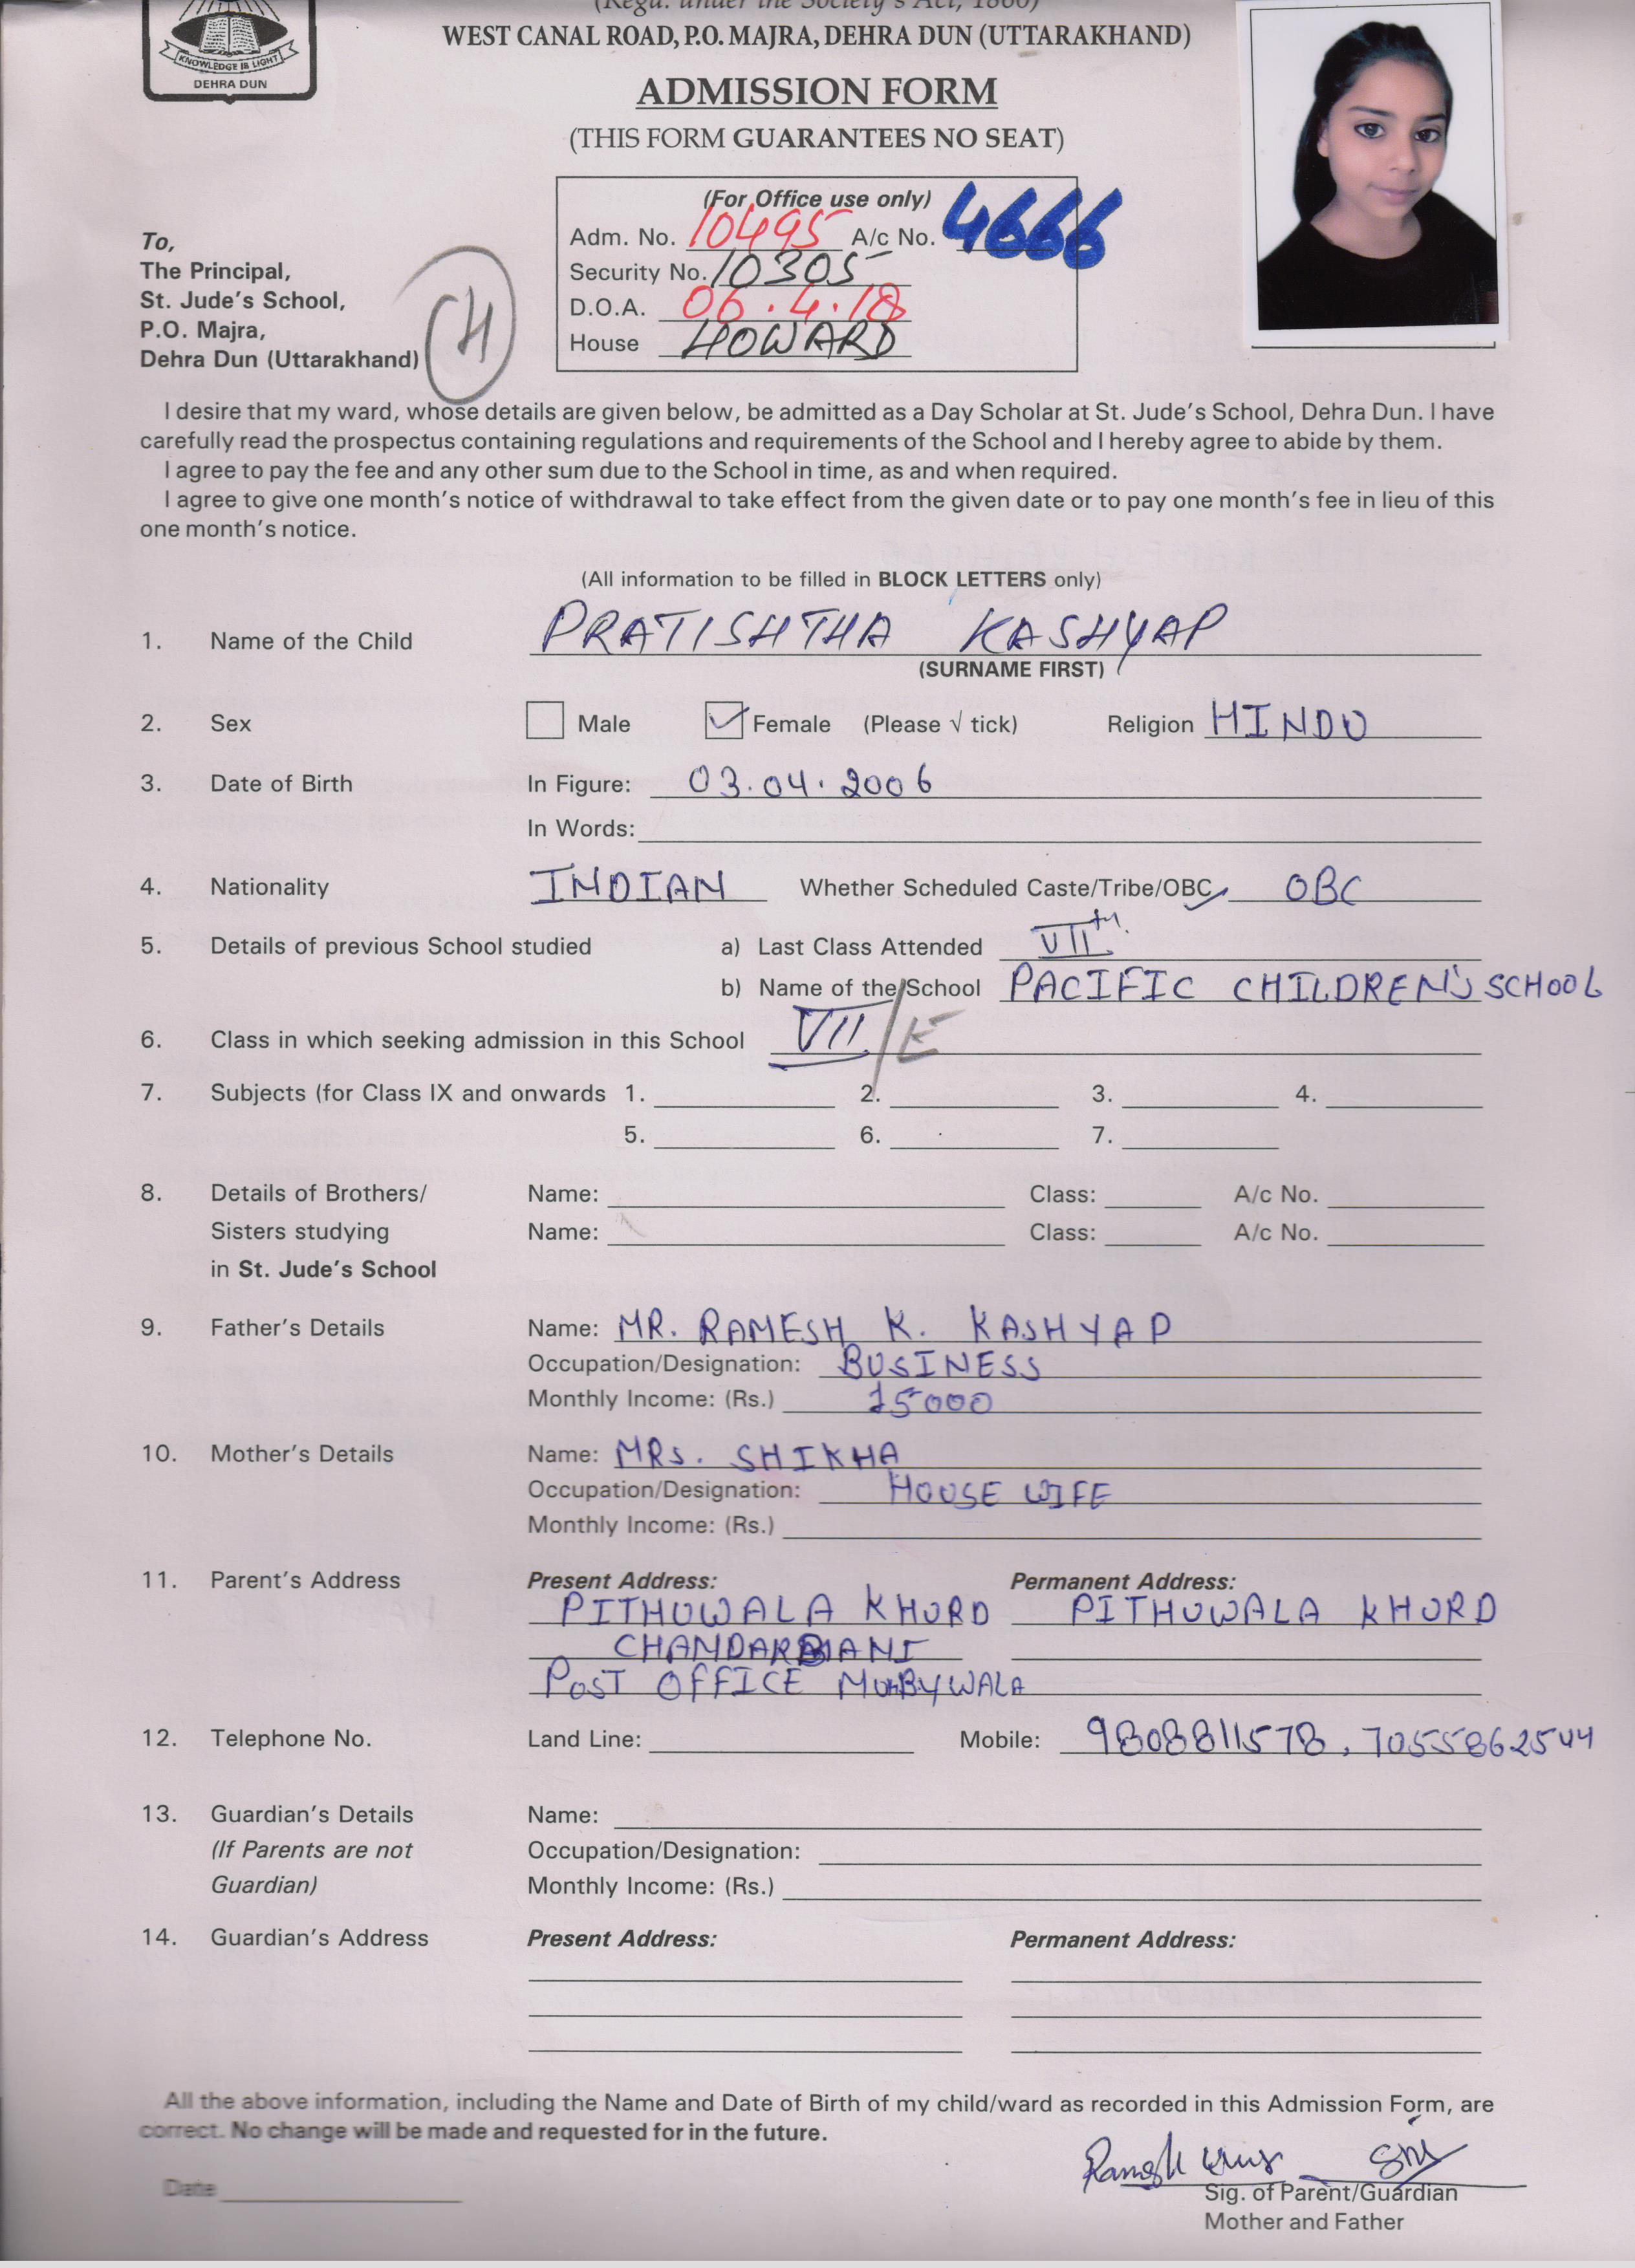 (Regd. under the Society's Act, 1860)
WEST CANAL ROAD, P.O. MAJRA, DEHRA DUN (UTTARAKHAND)
KNOWLEDGE IS LIGHT
DEHRA DUN
ADMISSION FORM
(THIS FORM GUARANTEES NO SEAT)
(For Office use only)
Adm. No. 10495 A/c No. 4666
Security No. 10305
D.O.A. 06.4.18
House HOWARD
To,
The Principal,
St. Jude's School,
P.O. Majra,
Dehra Dun (Uttarakhand)
I desire that my ward, whose details are given below, be admitted as a Day Scholar at St. Jude's School, Dehra Dun. I have
carefully read the prospectus containing regulations and requirements of the School and I hereby agree to abide by them.
I agree to pay the fee and any other sum due to the School in time, as and when required.
I agree to give one month's notice of withdrawal to take effect from the given date or to pay one month's fee in lieu of this
one month's notice.
(All information to be filled in BLOCK LETTERS only)
1. Name of the Child PRATISHTHA KASHYAP
(SURNAME FIRST)
2. Sex Male Female (Please √ tick) Religion HINDU
3. Date of Birth In Figure: 03.04.2006
In Words:
4. Nationality INDIAN Whether Scheduled Caste/Tribe/OBC OBC
5. Details of previous School studied a) Last Class Attended VIIth
b) Name of the School PACIFIC CHILDREN'S SCHOOL
6. Class in which seeking admission in this School VII/E
7. Subjects (for Class IX and onwards 1. 2. 3. 4.
5. 6. 7.
8. Details of Brothers/ Name: Class: A/c No.
Sisters studying Name: Class: A/c No.
in St. Jude's School
9. Father's Details Name: MR. RAMESH K. KASHYAP
Occupation/Designation: BUSINESS
Monthly Income: (Rs.) 15000
10. Mother's Details Name: MRS. SHIKHA
Occupation/Designation: HOUSE WIFE
Monthly Income: (Rs.)
11. Parent's Address Present Address: Permanent Address:
PITHUWALA KHURD PITHUWALA KHURD
CHANDARBANI
POST OFFICE
12. Telephone No. Land Line: Mobile: 9808811578, 7055862544
13. Guardian's Details Name:
(If Parents are not Occupation/Designation:
Guardian) Monthly Income: (Rs.)
14. Guardian's Address Present Address: Permanent Address:
All the above information, including the Name and Date of Birth of my child/ward as recorded in this Admission Form, are
correct. No change will be made and requested for in the future.
Date
Sig. of Parent/Guardian
Mother and Father